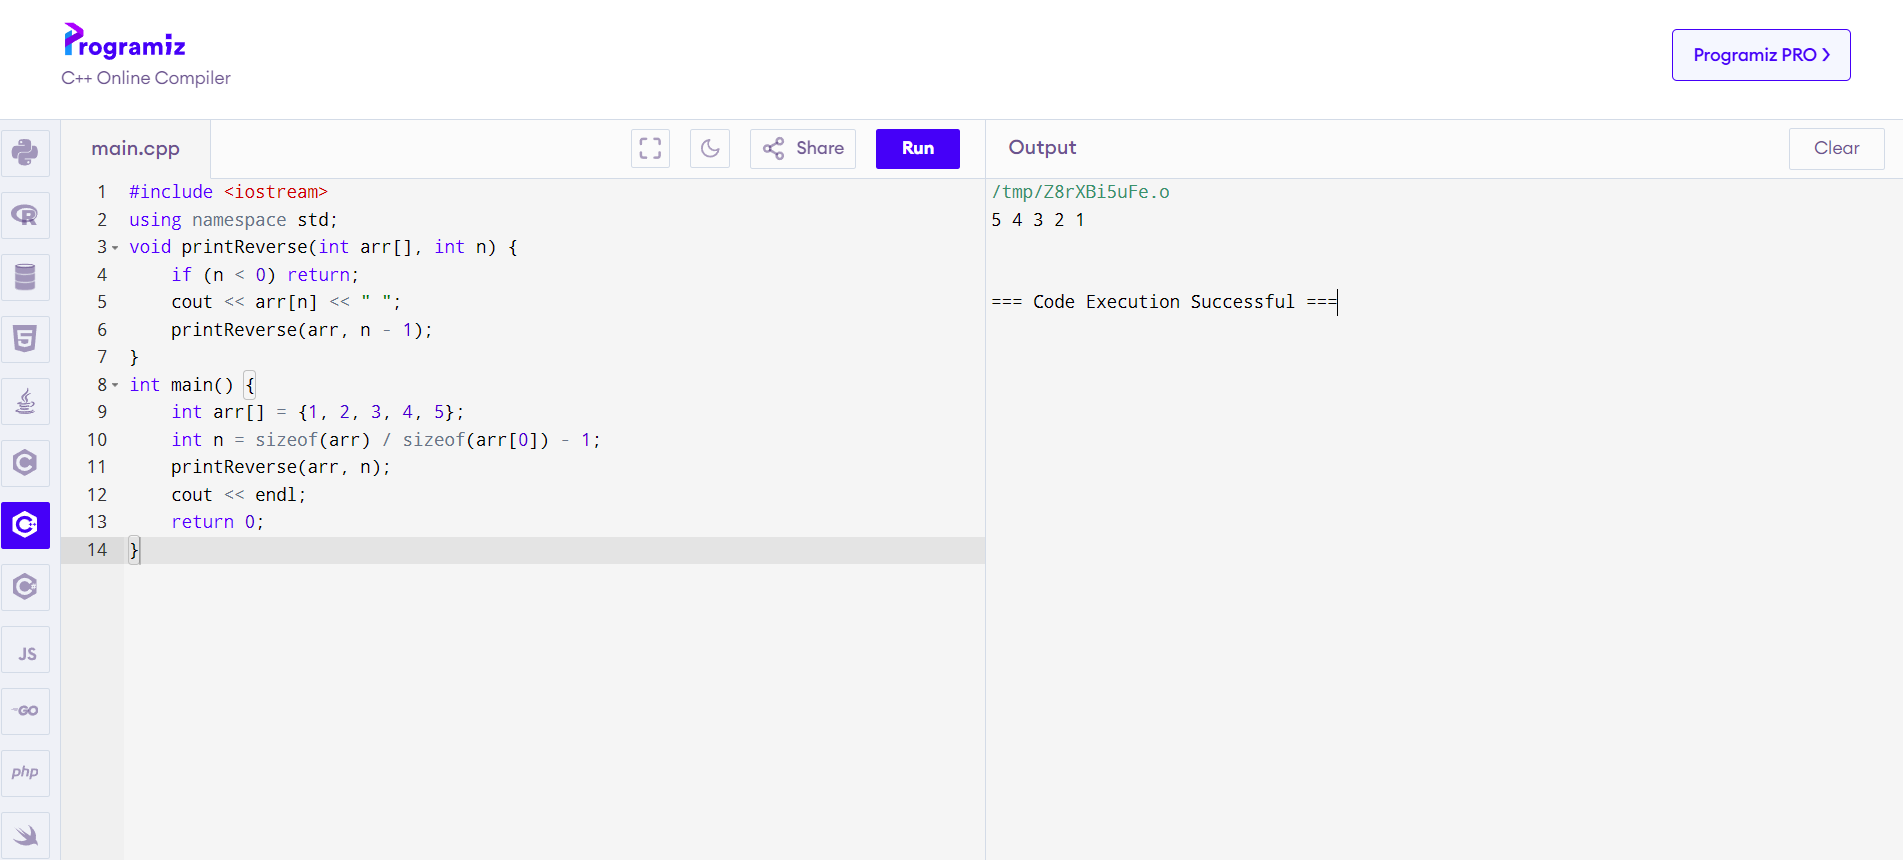 Programiz
C++ Online Compiler
Programiz PRO ›
main.cpp
Share
Run
Output
Clear
1 #include <iostream>
2 using namespace std;
3 void printReverse(int arr[], int n) {
4     if (n < 0) return;
5     cout << arr[n] << " ";
6     printReverse(arr, n - 1);
7 }
8 int main() {
9     int arr[] = {1, 2, 3, 4, 5};
10     int n = sizeof(arr) / sizeof(arr[0]) - 1;
11     printReverse(arr, n);
12     cout << endl;
13     return 0;
14 }
/tmp/Z8rXBi5uFe.o
5 4 3 2 1
=== Code Execution Successful ===
R
5
C
C++
C#
JS
GO
php